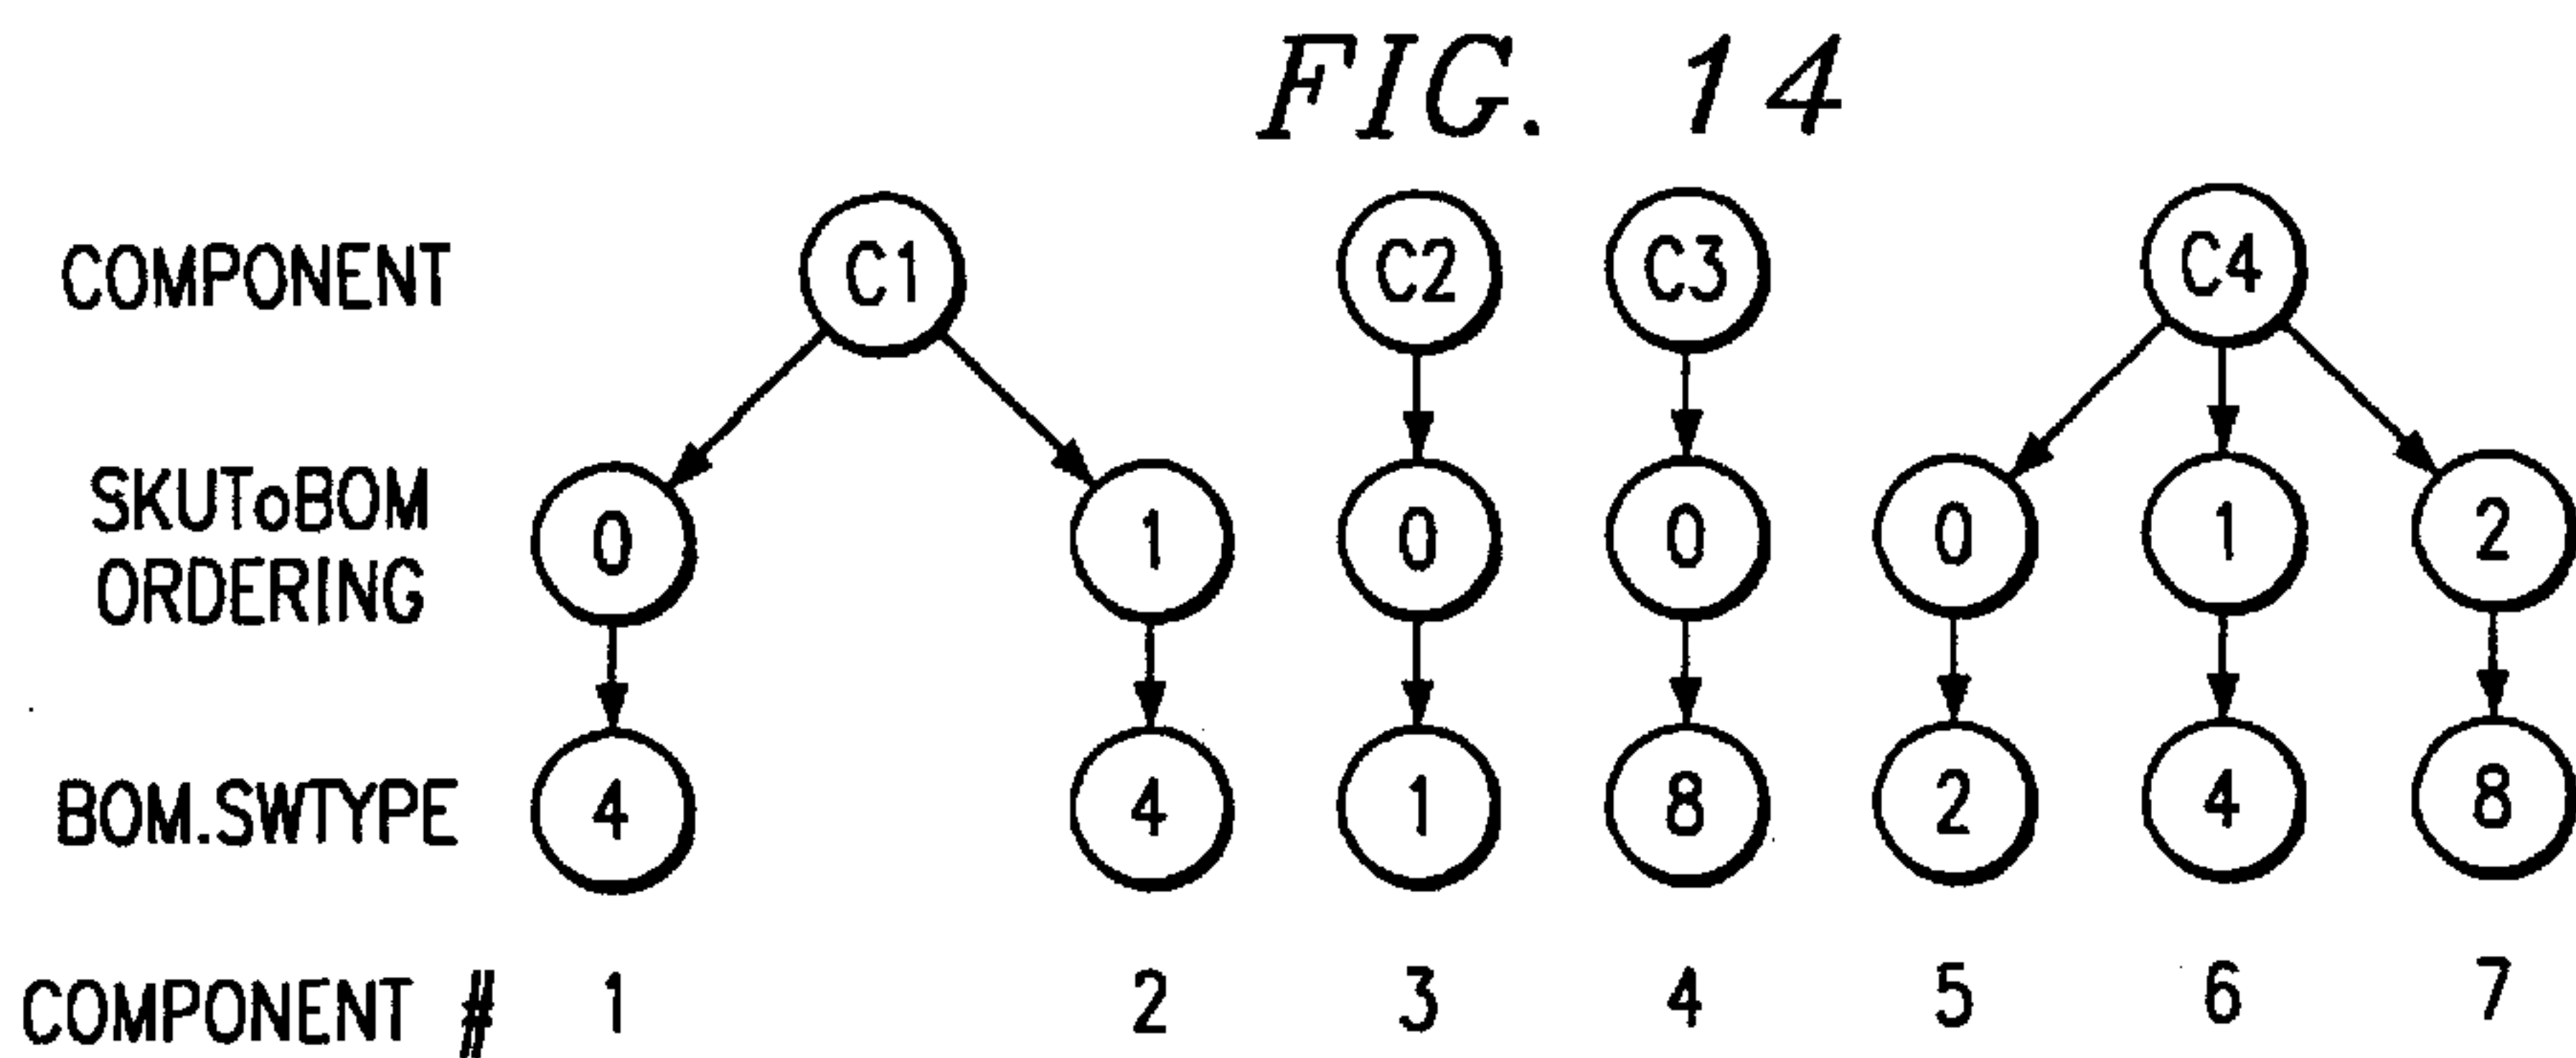 FIG. 14
COMPONENT C1 C2 C3 C4
SKUToBOM
ORDERING 0 1 0 0 0 1 2
BOM.SWTYPE 4 4 1 8 2 4 8
COMPONENT # 1 2 3 4 5 6 7